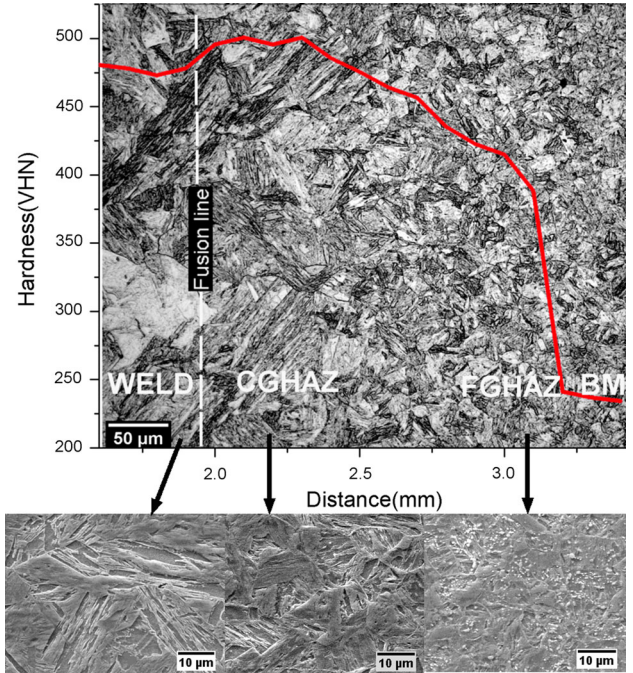 500
450
400
350
300
250
200
Hardness(VHN)
Fusion line
WELD
CGHAZ
FGHAZ
BM
50 µm
2.0
2.5
3.0
Distance(mm)
10 µm
10 µm
10 µm